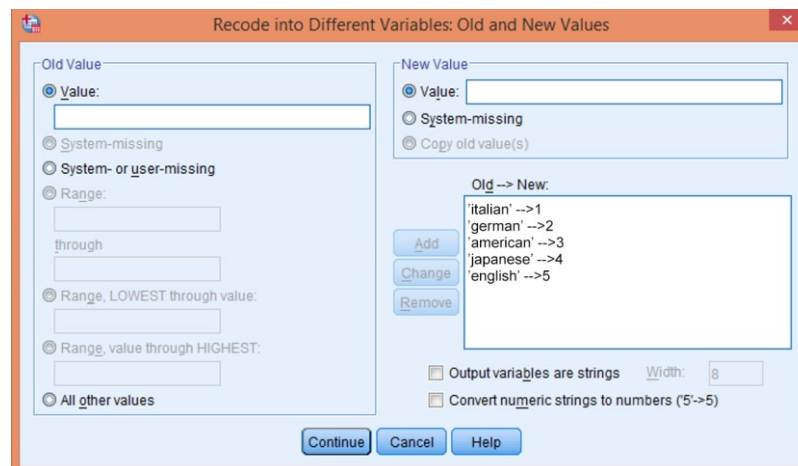 Recode into Different Variables: Old and New Values
Old Value
Value:
System-missing
System- or user-missing
Range:
through
Range, LOWEST through value:
Range, value through HIGHEST:
All other values
New Value
Value:
System-missing
Copy old value(s)
Old --> New:
'italian' -->1
'german' -->2
'american' -->3
'japanese' -->4
'english' -->5
Add
Change
Remove
Output variables are strings Width: 8
Convert numeric strings to numbers ('5'->5)
Continue Cancel Help